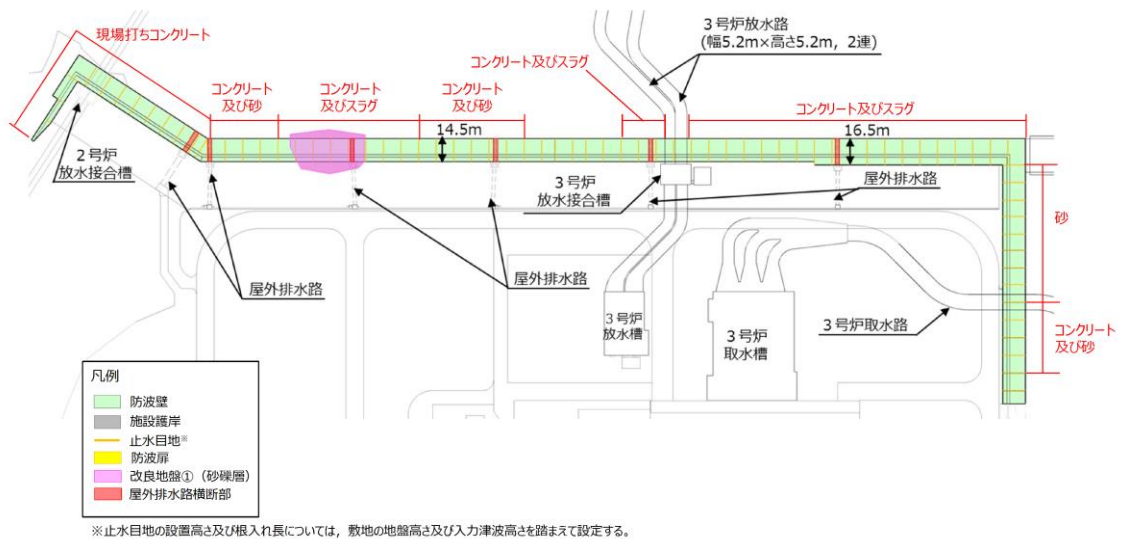 現場打ちコンクリート
3号炉放水路
(幅5.2m×高さ5.2m，2連)
コンクリート及びスラグ
コンクリート
及び砂
コンクリート
及びスラグ
コンクリート
及び砂
コンクリート及びスラグ
14.5m
16.5m
2号炉
放水接合槽
3号炉
放水接合槽
屋外排水路
砂
屋外排水路
屋外排水路
3号炉
放水槽
3号炉
取水槽
3号炉取水路
コンクリート
及び砂
凡例
防波壁
施設護岸
止水目地※
防波扉
改良地盤①（砂礫層）
屋外排水路横断部
※止水目地の設置高さ及び根入れ長については，敷地の地盤高さ及び入力津波高さを踏まえて設定する。